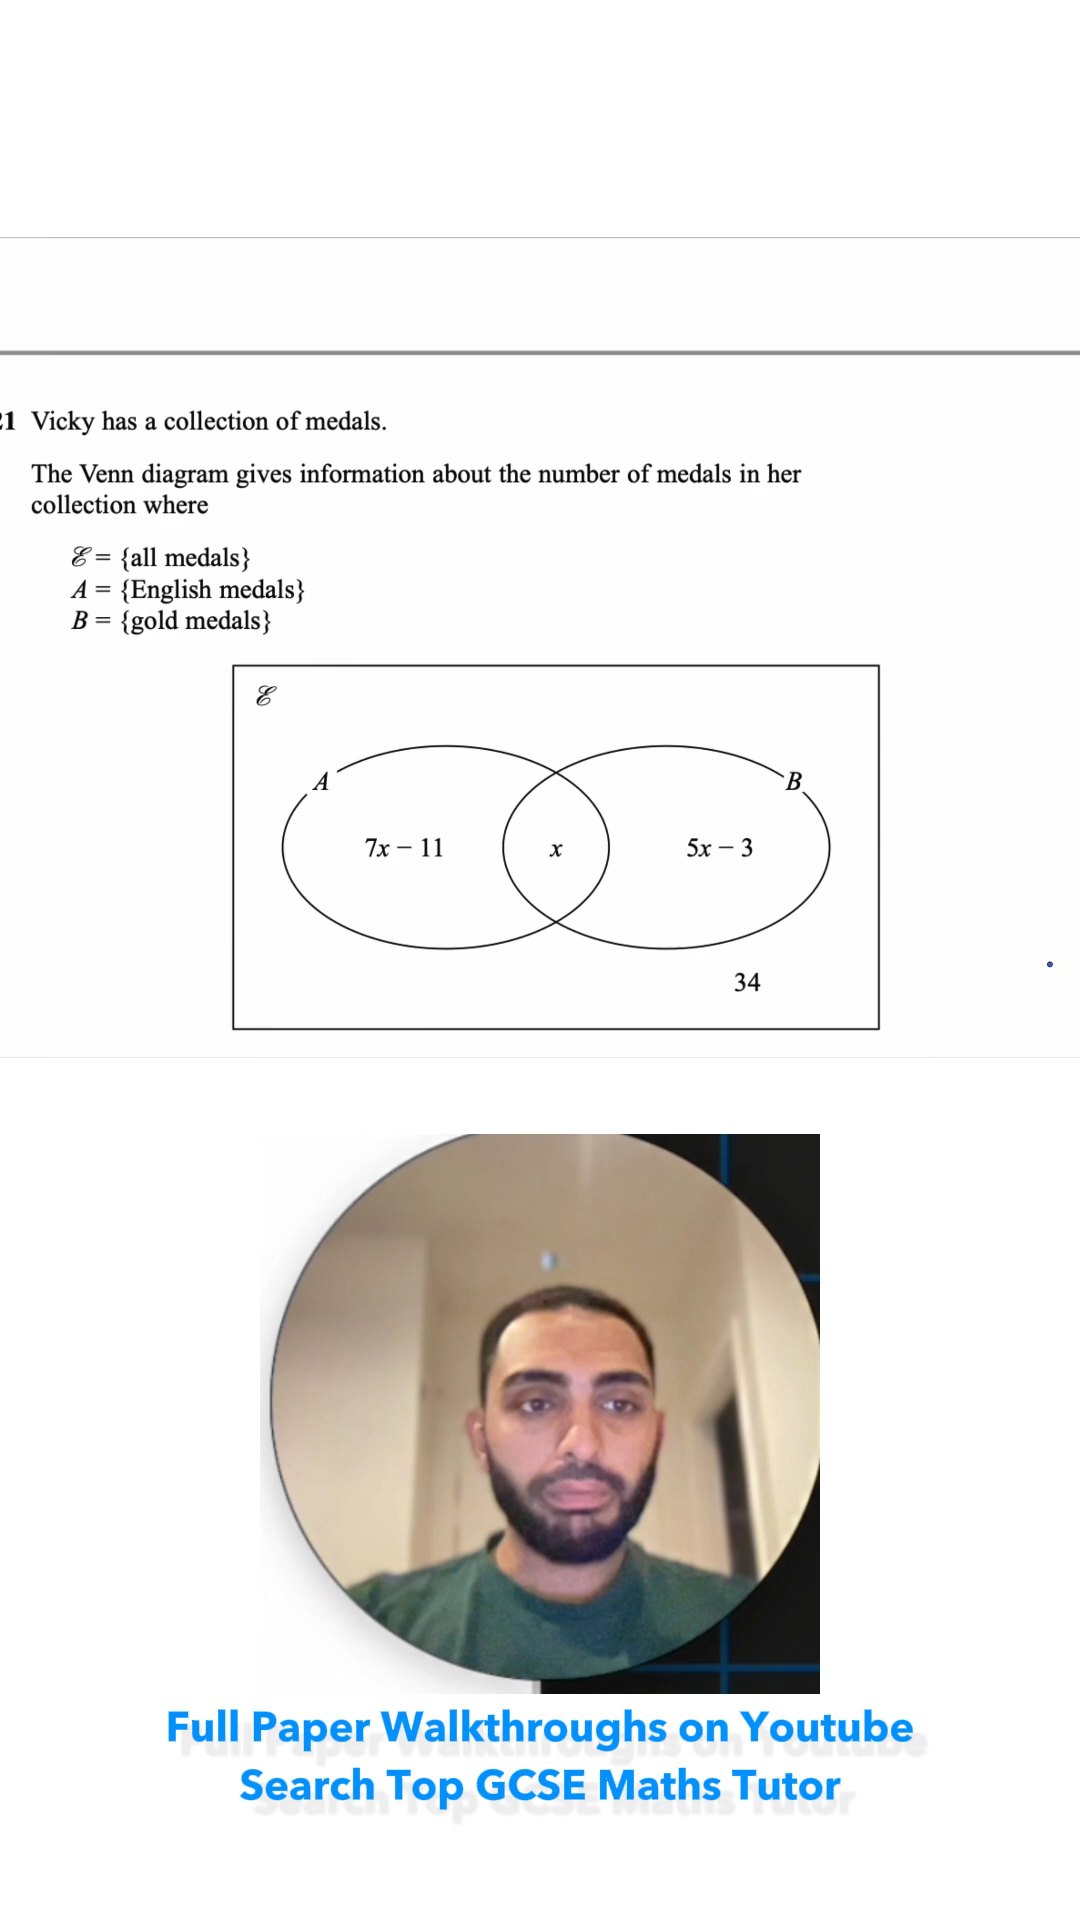 21 Vicky has a collection of medals.
The Venn diagram gives information about the number of medals in her
collection where
ℰ = {all medals}
A = {English medals}
B = {gold medals}
ℰ
A
B
7x − 11
x
5x − 3
34
Full Paper Walkthroughs on Youtube
Search Top GCSE Maths Tutor